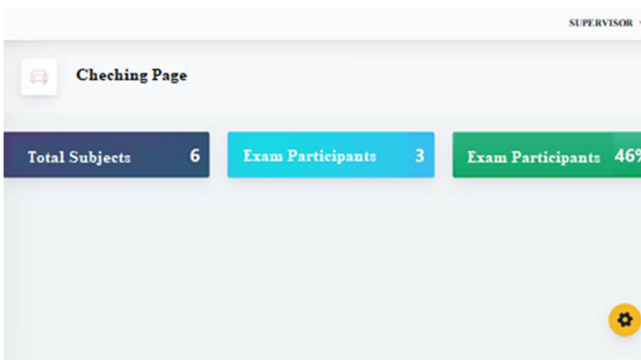 SUPERVISOR
Cheching Page
Total Subjects 6
Exam Participants 3
Exam Participants 46%